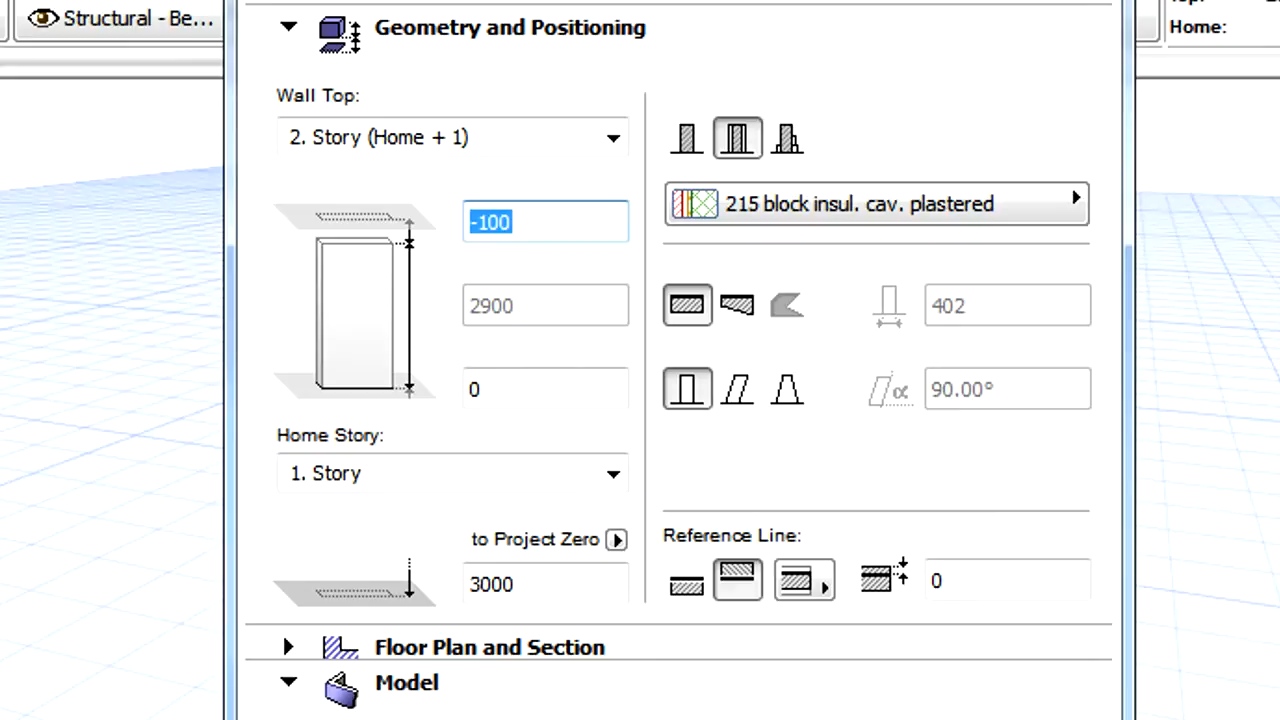 Structural - Be...
Home:
Geometry and Positioning
Wall Top:
2. Story (Home + 1)
-100
2900
0
Home Story:
1. Story
to Project Zero
3000
215 block insul. cav. plastered
402
α
90.00°
Reference Line:
0
Floor Plan and Section
Model